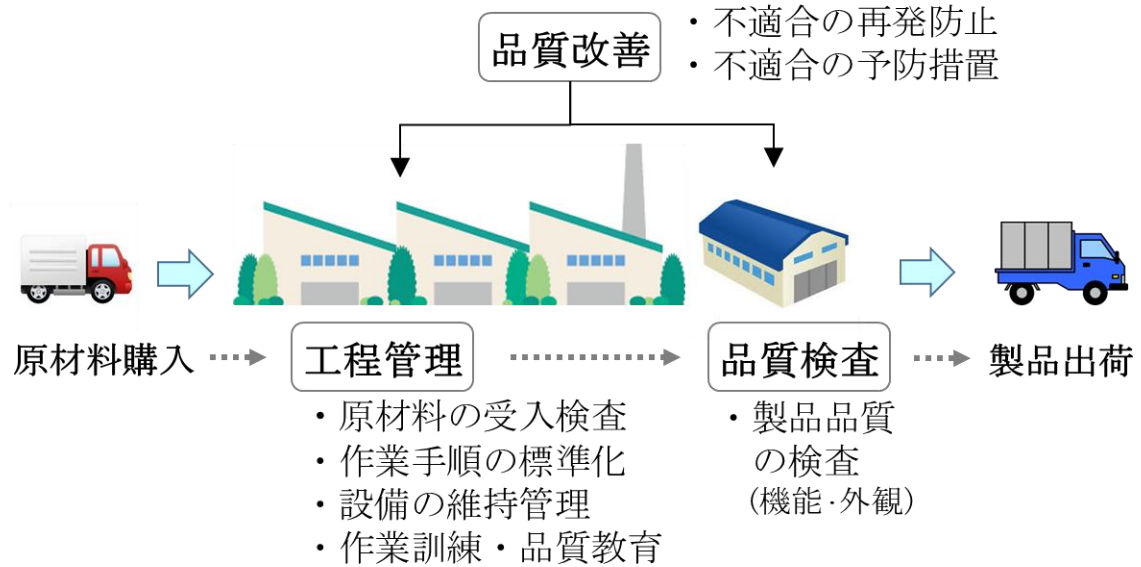 品質改善
・不適合の再発防止
・不適合の予防措置
原材料購入
工程管理
品質検査
製品出荷
・原材料の受入検査
・作業手順の標準化
・設備の維持管理
・作業訓練・品質教育
・製品品質
の検査
(機能·外観)